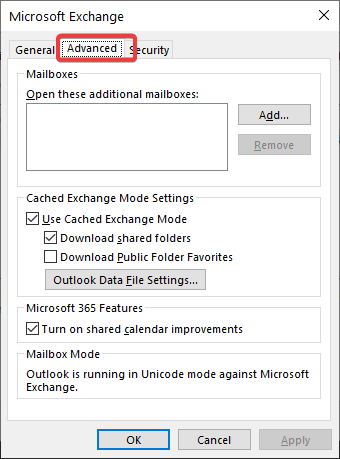 Microsoft Exchange
General Advanced Security
Mailboxes
Open these additional mailboxes:
Add...
Remove
Cached Exchange Mode Settings
Use Cached Exchange Mode
Download shared folders
Download Public Folder Favorites
Outlook Data File Settings...
Microsoft 365 Features
Turn on shared calendar improvements
Mailbox Mode
Outlook is running in Unicode mode against Microsoft
Exchange.
OK Cancel Apply